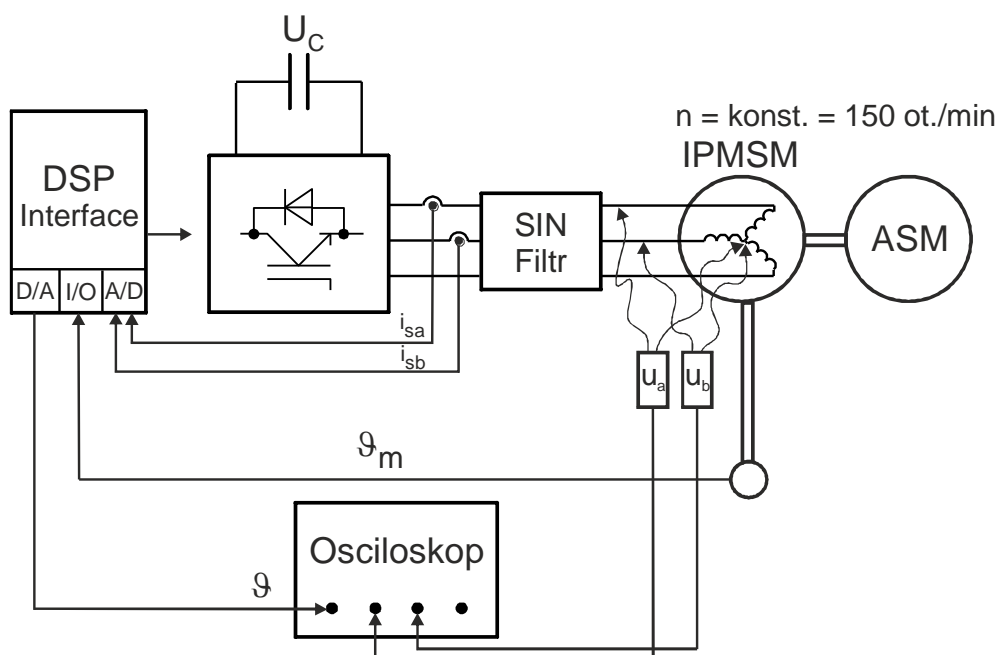 U_C
n = konst. = 150 ot./min
IPMSM
DSP
Interface
D/A I/O A/D
SIN
Filtr
ASM
i_sa
i_sb
u_a
u_b
ϑ_m
Osciloskop
ϑ